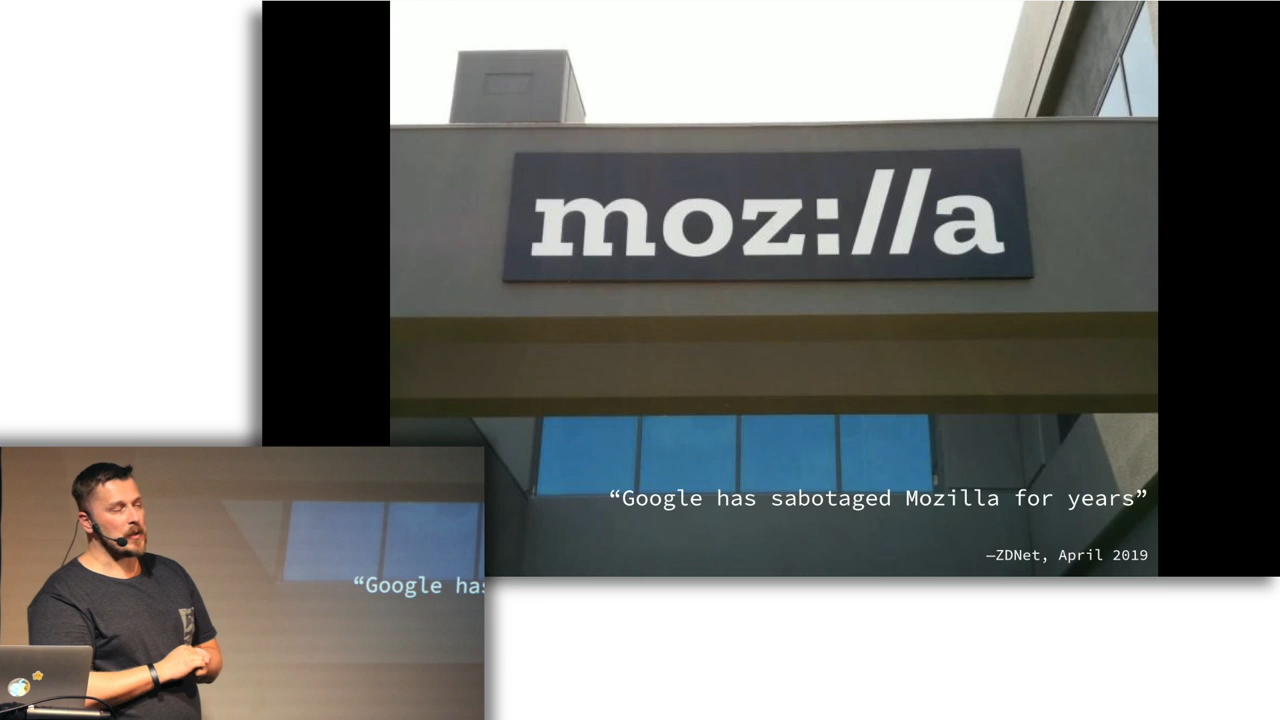 moz://a
“Google has sabotaged Mozilla for years”
—ZDNet, April 2019
“Google has